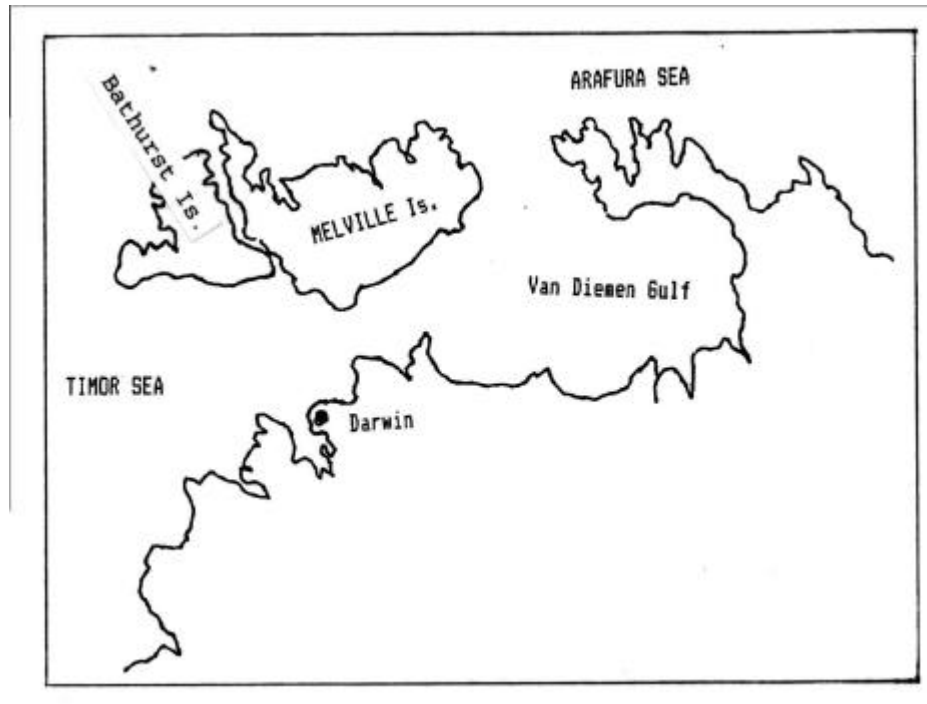 ARAFURA SEA
Bathurst Is.
MELVILLE Is.
Van Diemen Gulf
TIMOR SEA
Darwin